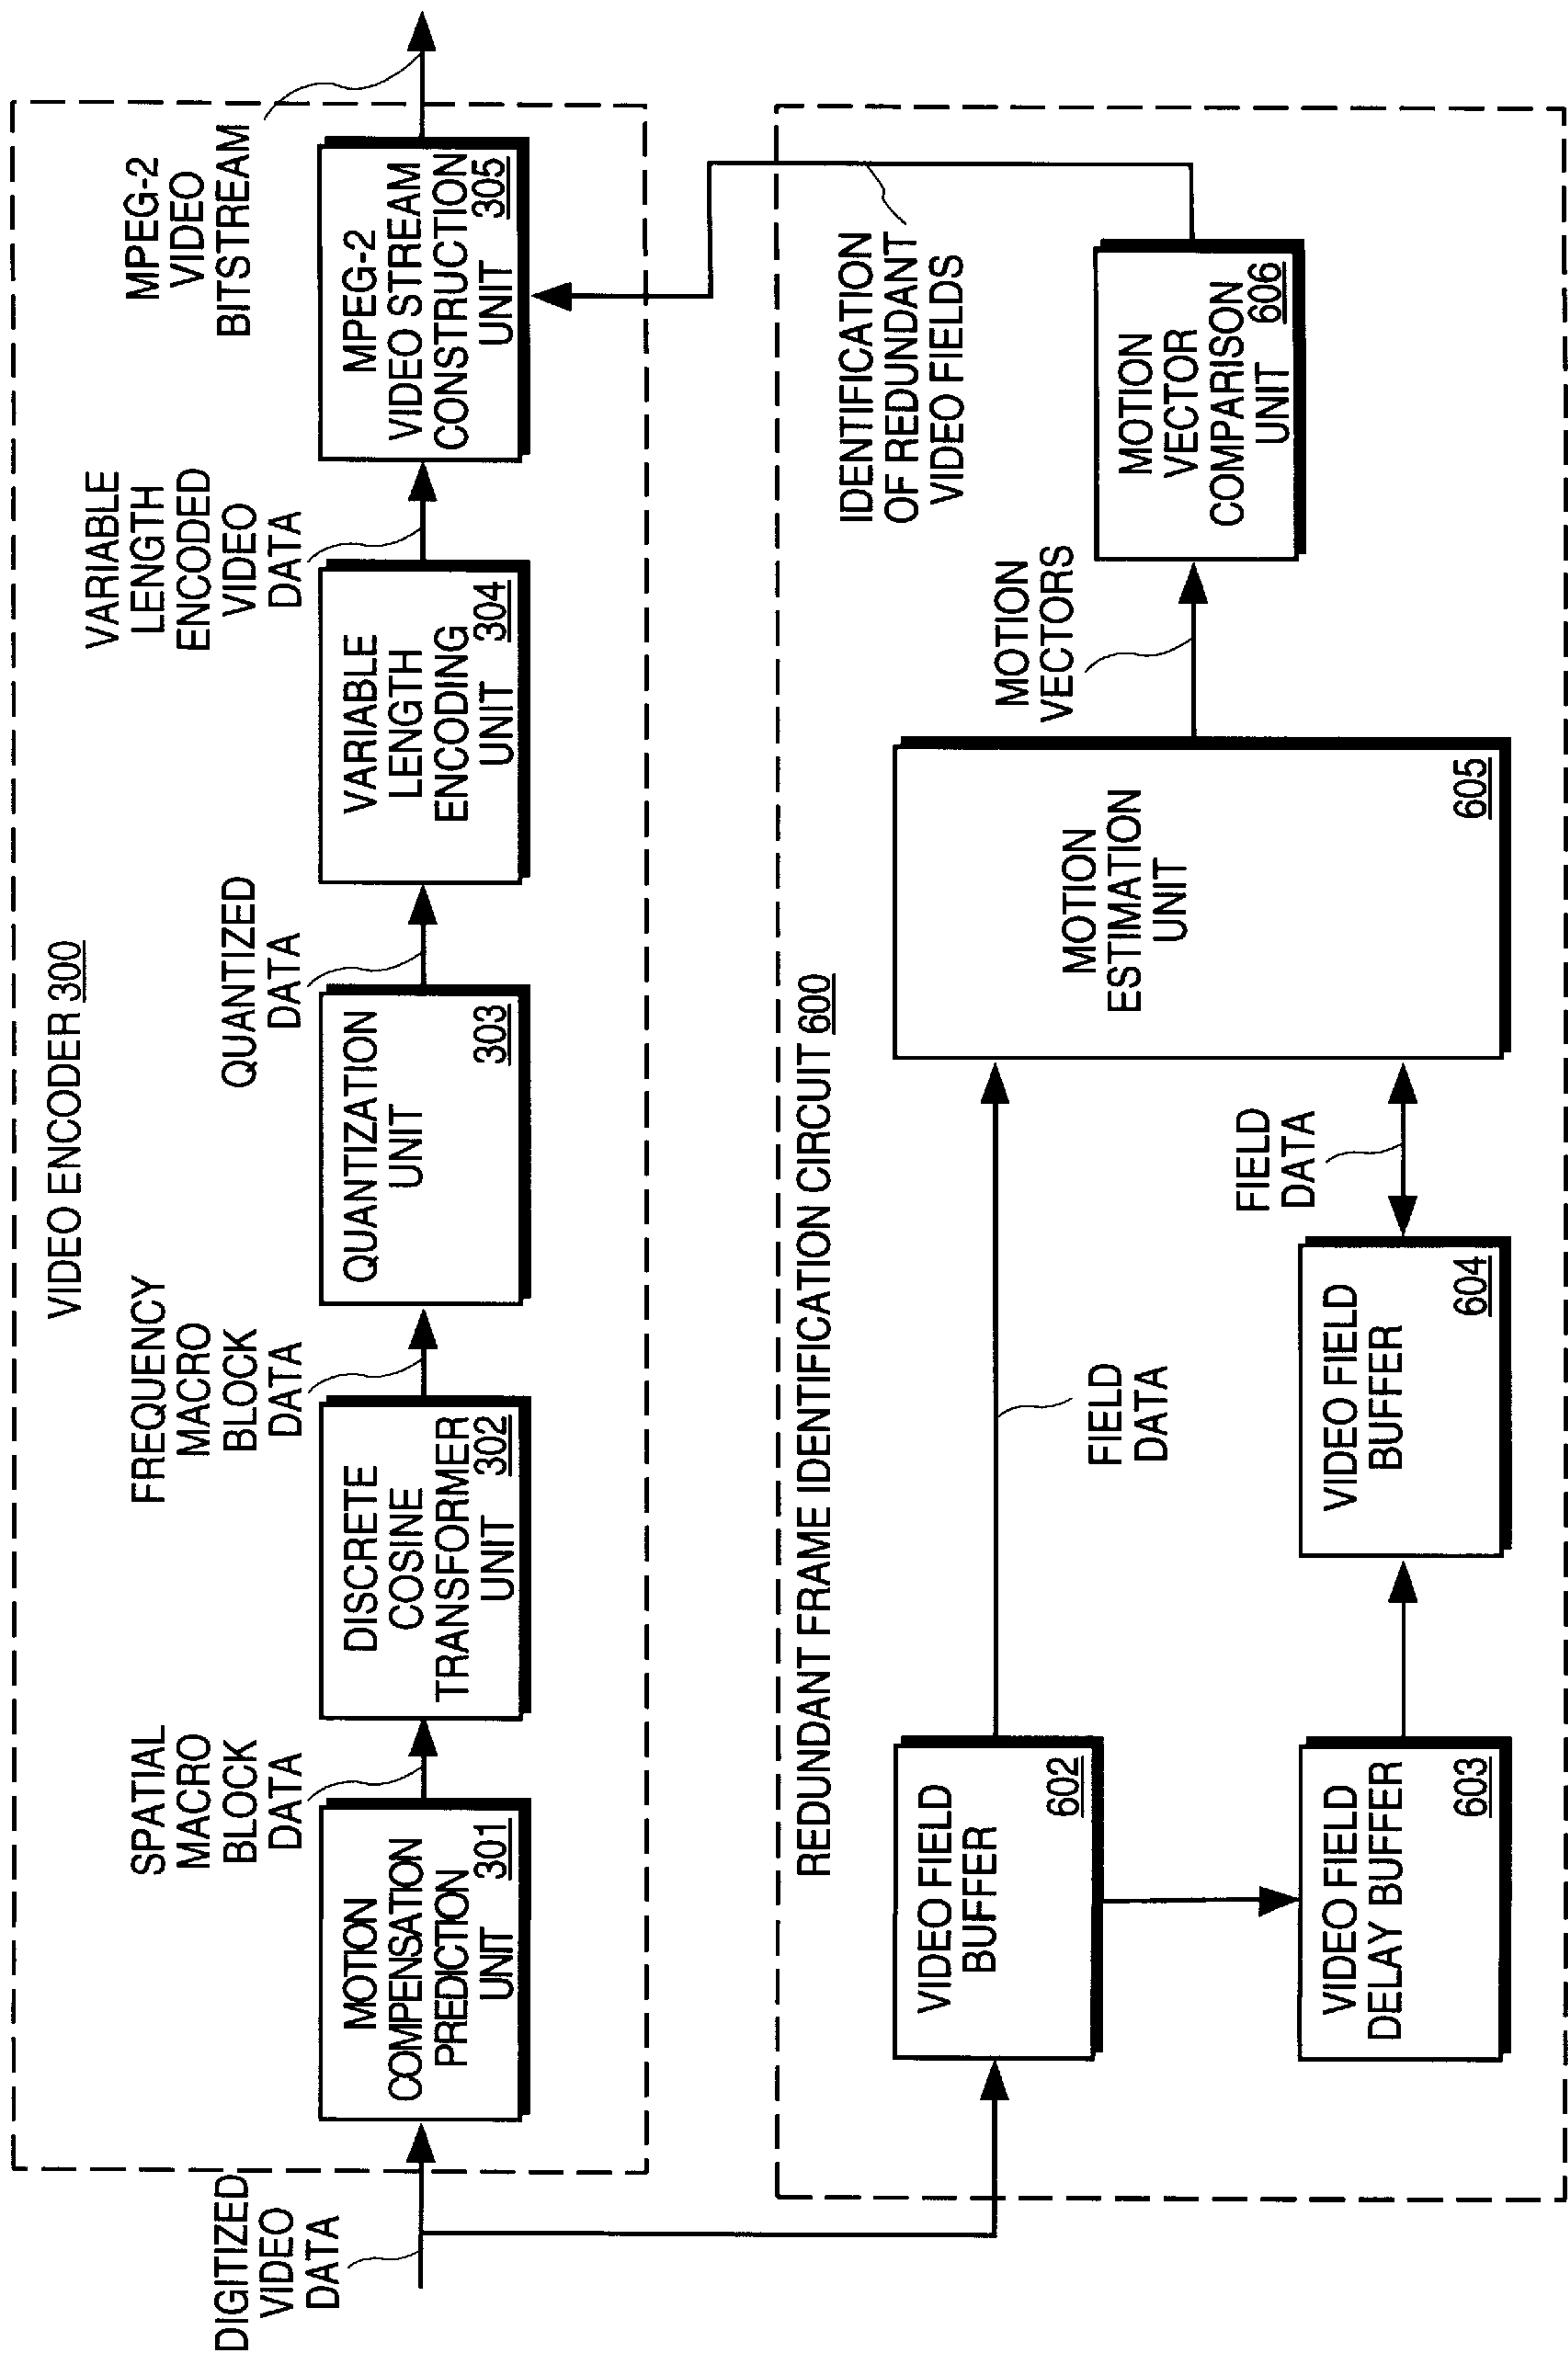 VIDEO ENCODER 300
DIGITIZED
VIDEO
DATA
MOTION
COMPENSATION
PREDICTION
UNIT 301
SPATIAL
MACRO
BLOCK
DATA
DISCRETE
COSINE
TRANSFORMER
UNIT 302
FREQUENCY
MACRO
BLOCK
DATA
QUANTIZATION
UNIT
303
QUANTIZED
DATA
VARIABLE
LENGTH
ENCODING
UNIT 304
VARIABLE
LENGTH
ENCODED
VIDEO
DATA
MPEG-2
VIDEO STREAM
CONSTRUCTION
UNIT 305
MPEG-2
VIDEO
BITSTREAM
REDUNDANT FRAME IDENTIFICATION CIRCUIT 600
VIDEO FIELD
BUFFER
602
FIELD
DATA
VIDEO FIELD
DELAY BUFFER
603
VIDEO FIELD
BUFFER
604
FIELD
DATA
MOTION
ESTIMATION
UNIT
605
MOTION
VECTORS
MOTION
VECTOR
COMPARISON
UNIT 606
IDENTIFICATION
OF REDUNDANT
VIDEO FIELDS